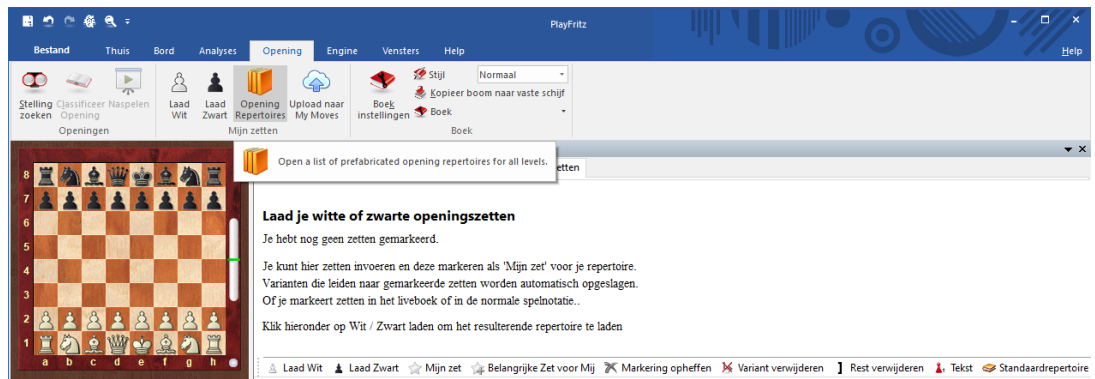 PlayFritz
Bestand Thuis Bord Analyses Opening Engine Vensters Help
Help
Stelling zoeken
Classificeer Opening
Naspelen
Openingen
Laad Wit
Laad Zwart
Opening Repertoires
Upload naar My Moves
Mijn zetten
Boek instellingen
Stijl Normaal
Kopieer boom naar vaste schijf
Boek
Boek
Open a list of prefabricated opening repertoires for all levels.
etten
8
7
6
5
4
3
2
1
a b c d e f g h
Laad je witte of zwarte openingszetten
Je hebt nog geen zetten gemarkeerd.
Je kunt hier zetten invoeren en deze markeren als 'Mijn zet' voor je repertoire.
Varianten die leiden naar gemarkeerde zetten worden automatisch opgeslagen.
Of je markeert zetten in het liveboek of in de normale spelnotatie..
Klik hieronder op Wit / Zwart laden om het resulterende repertoire te laden
Laad Wit Laad Zwart Mijn zet Belangrijke Zet voor Mij Markering opheffen Variant verwijderen ] Rest verwijderen Tekst Standaardrepertoire